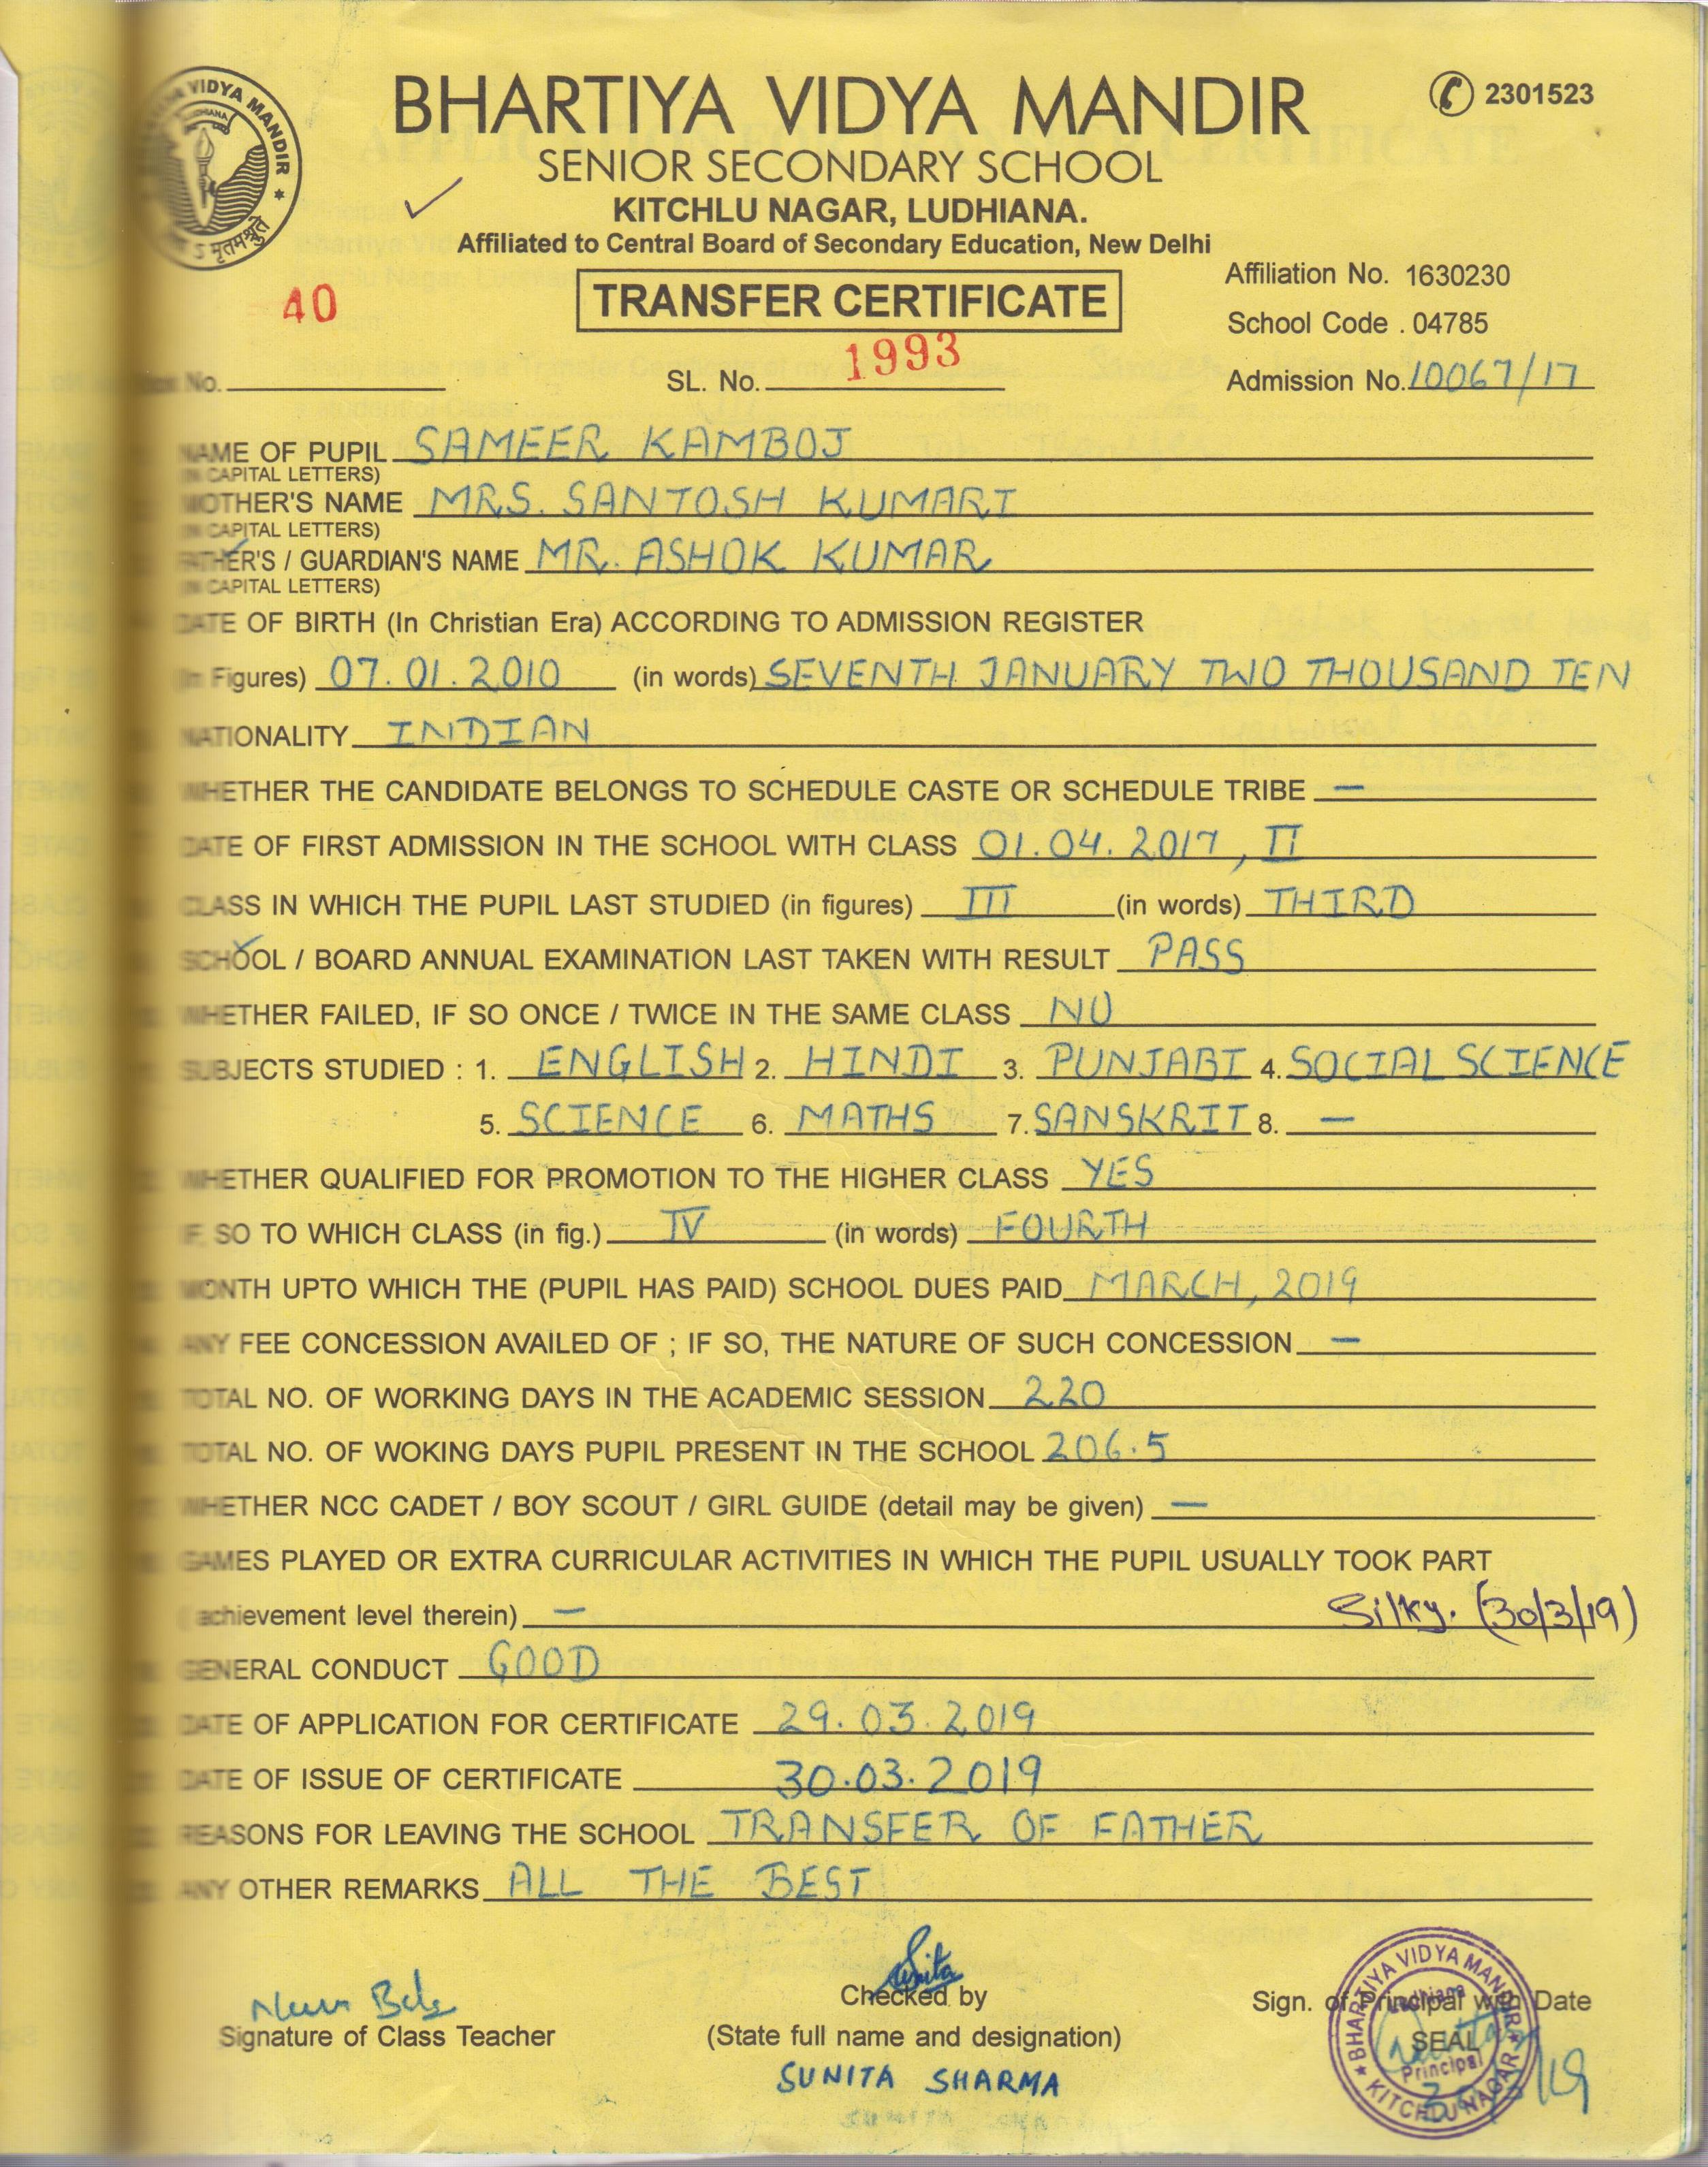 BHARTIYA VIDYA MANDIR
2301523
SENIOR SECONDARY SCHOOL
KITCHLU NAGAR, LUDHIANA.
Affiliated to Central Board of Secondary Education, New Delhi
VIDYA MANDIR
LUDHIANA
40
TRANSFER CERTIFICATE
Affiliation No. 1630230
School Code . 04785
No.
SL. No. 1993
Admission No. 10067/17
NAME OF PUPIL SAMEER KAMBOJ
(IN CAPITAL LETTERS)
MOTHER'S NAME MRS. SANTOSH KUMARI
(IN CAPITAL LETTERS)
FATHER'S / GUARDIAN'S NAME MR. ASHOK KUMAR
(IN CAPITAL LETTERS)
DATE OF BIRTH (In Christian Era) ACCORDING TO ADMISSION REGISTER
(In Figures) 07.01.2010 (in words) SEVENTH JANUARY TWO THOUSAND TEN
NATIONALITY INDIAN
WHETHER THE CANDIDATE BELONGS TO SCHEDULE CASTE OR SCHEDULE TRIBE —
DATE OF FIRST ADMISSION IN THE SCHOOL WITH CLASS 01.04.2017, II
CLASS IN WHICH THE PUPIL LAST STUDIED (in figures) III (in words) THIRD
SCHOOL / BOARD ANNUAL EXAMINATION LAST TAKEN WITH RESULT PASS
WHETHER FAILED, IF SO ONCE / TWICE IN THE SAME CLASS NO
SUBJECTS STUDIED : 1. ENGLISH 2. HINDI 3. PUNJABI 4. SOCIAL SCIENCE
5. SCIENCE 6. MATHS 7. SANSKRIT 8. —
WHETHER QUALIFIED FOR PROMOTION TO THE HIGHER CLASS YES
IF SO TO WHICH CLASS (in fig.) IV (in words) FOURTH
MONTH UPTO WHICH THE (PUPIL HAS PAID) SCHOOL DUES PAID MARCH, 2019
ANY FEE CONCESSION AVAILED OF ; IF SO, THE NATURE OF SUCH CONCESSION —
TOTAL NO. OF WORKING DAYS IN THE ACADEMIC SESSION 220
TOTAL NO. OF WOKING DAYS PUPIL PRESENT IN THE SCHOOL 206.5
WHETHER NCC CADET / BOY SCOUT / GIRL GUIDE (detail may be given) —
GAMES PLAYED OR EXTRA CURRICULAR ACTIVITIES IN WHICH THE PUPIL USUALLY TOOK PART
(achievement level therein) — Silky. (30/3/19)
GENERAL CONDUCT GOOD
DATE OF APPLICATION FOR CERTIFICATE 29.03.2019
DATE OF ISSUE OF CERTIFICATE 30.03.2019
REASONS FOR LEAVING THE SCHOOL TRANSFER OF FATHER
ANY OTHER REMARKS ALL THE BEST
Sunita
Checked by
Sign. of Principal with Date
Signature of Class Teacher
(State full name and designation)
SEAL
SUNITA SHARMA
BHARTIYA VIDYA MANDIR
Ludhiana
Principal
KITCHLU NAGAR